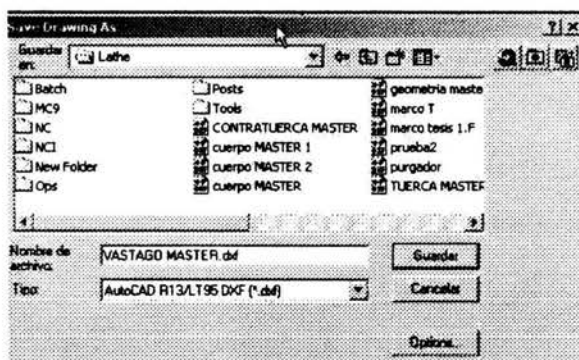 Save Drawing As
Guardar en: Lathe
Batch
MC9
NC
NCI
New Folder
Ops
Posts
Tools
CONTRATUERCA MASTER
cuerpo MASTER 1
cuerpo MASTER 2
cuerpo MASTER
geometria maste
marco T
marco tesis 1.F
prueba2
purgador
TUERCA MASTER
Nombre de archivo: VASTAGO MASTER.dxf Guardar
Tipo: AutoCAD R13/LT95 DXF (*.dxf) Cancelar
Options...